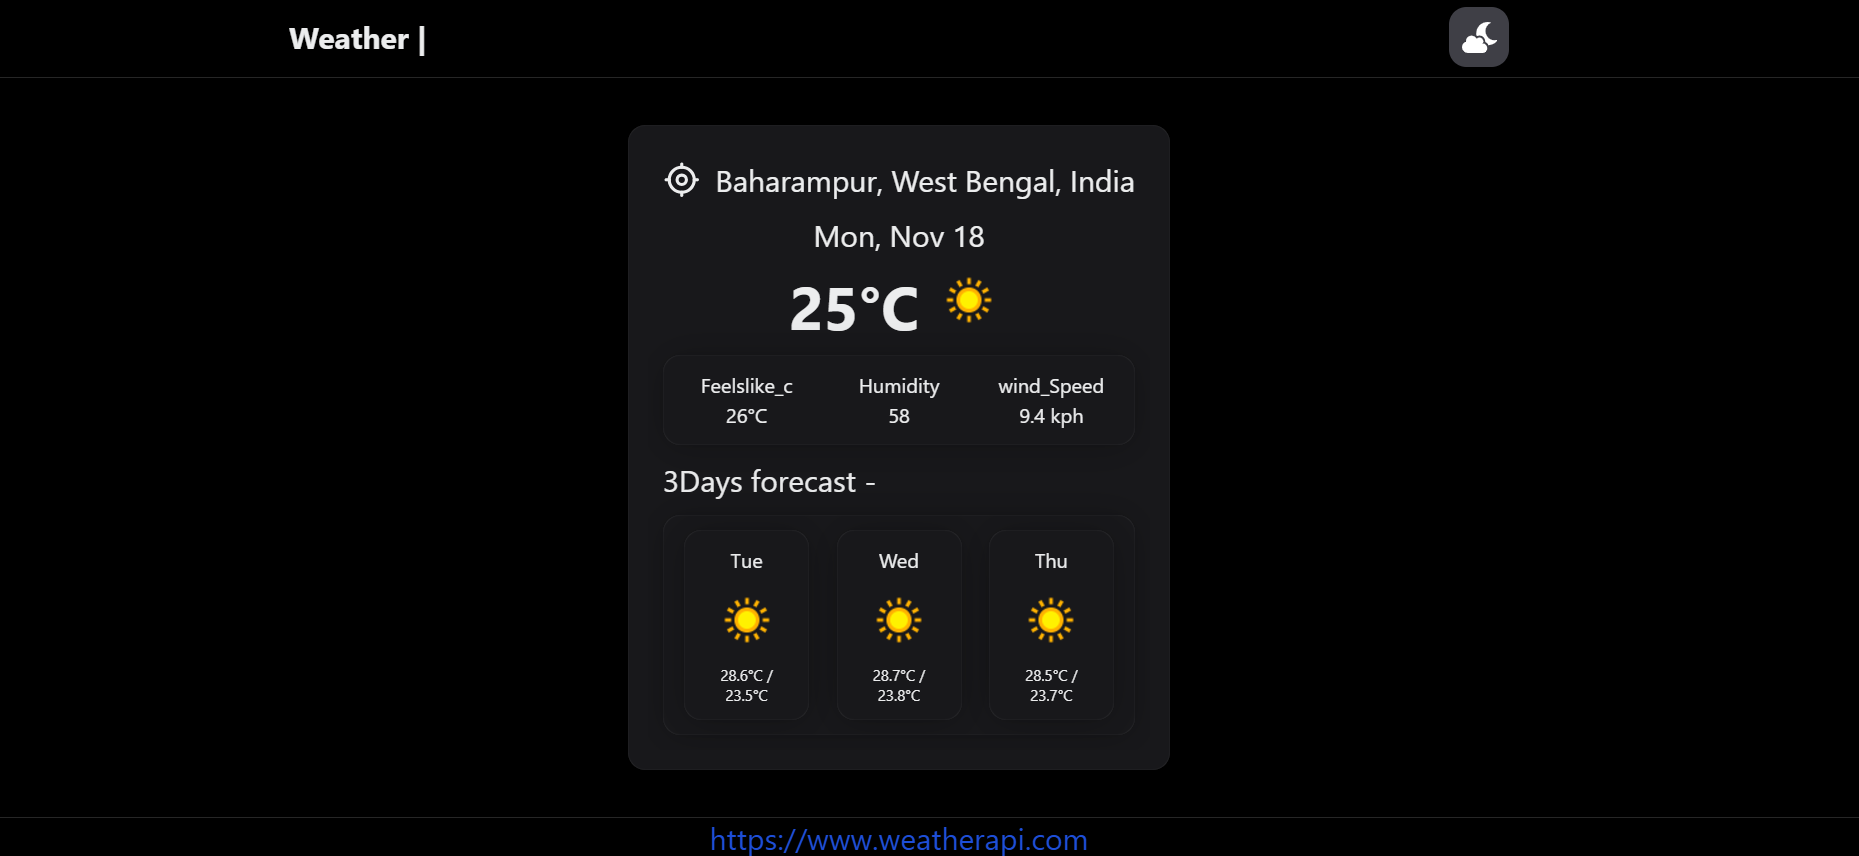 Weather |
Baharampur, West Bengal, India
Mon, Nov 18
25°C
Feelslike_c Humidity wind_Speed
26°C 58 9.4 kph
3Days forecast -
Tue Wed Thu
28.6°C / 28.7°C / 28.5°C /
23.5°C 23.8°C 23.7°C
https://www.weatherapi.com